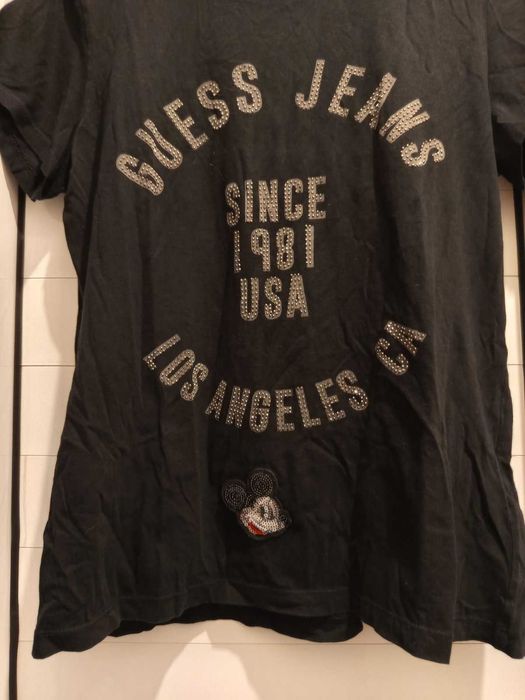 GUESS JEANS
SINCE
1981
USA
LOS ANGELES CA